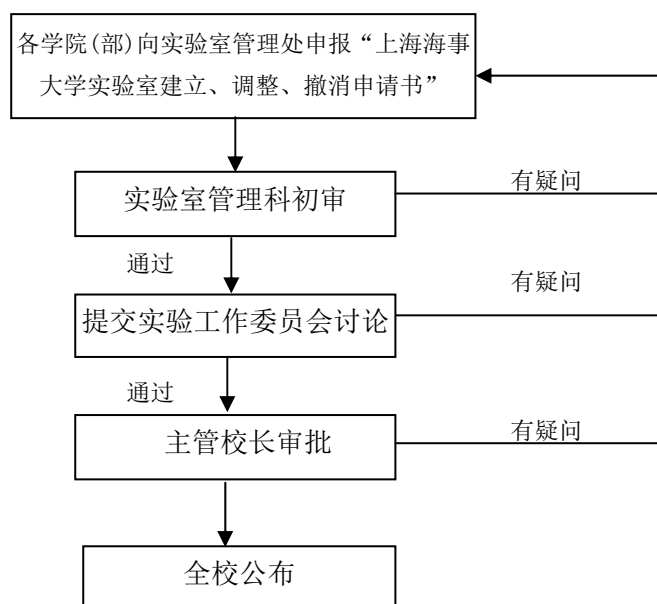 各学院(部)向实验室管理处申报“上海海事
大学实验室建立、调整、撤消申请书”
实验室管理科初审
有疑问
通过
提交实验工作委员会讨论
有疑问
通过
主管校长审批
有疑问
全校公布